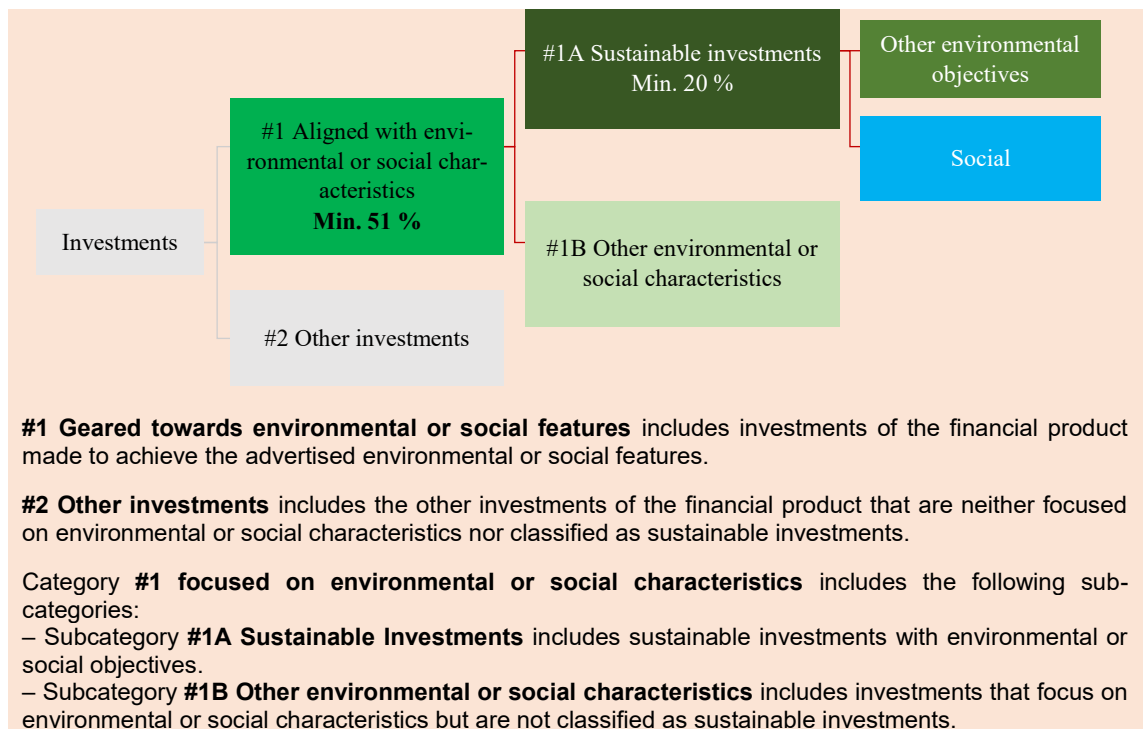 #1A Sustainable investments
Min. 20 %
Other environmental
objectives
#1 Aligned with envi-
ronmental or social char-
acteristics
Min. 51 %
Social
Investments
#1B Other environmental or
social characteristics
#2 Other investments
#1 Geared towards environmental or social features includes investments of the financial product
made to achieve the advertised environmental or social features.
#2 Other investments includes the other investments of the financial product that are neither focused
on environmental or social characteristics nor classified as sustainable investments.
Category #1 focused on environmental or social characteristics includes the following sub-
categories:
– Subcategory #1A Sustainable Investments includes sustainable investments with environmental or
social objectives.
– Subcategory #1B Other environmental or social characteristics includes investments that focus on
environmental or social characteristics but are not classified as sustainable investments.